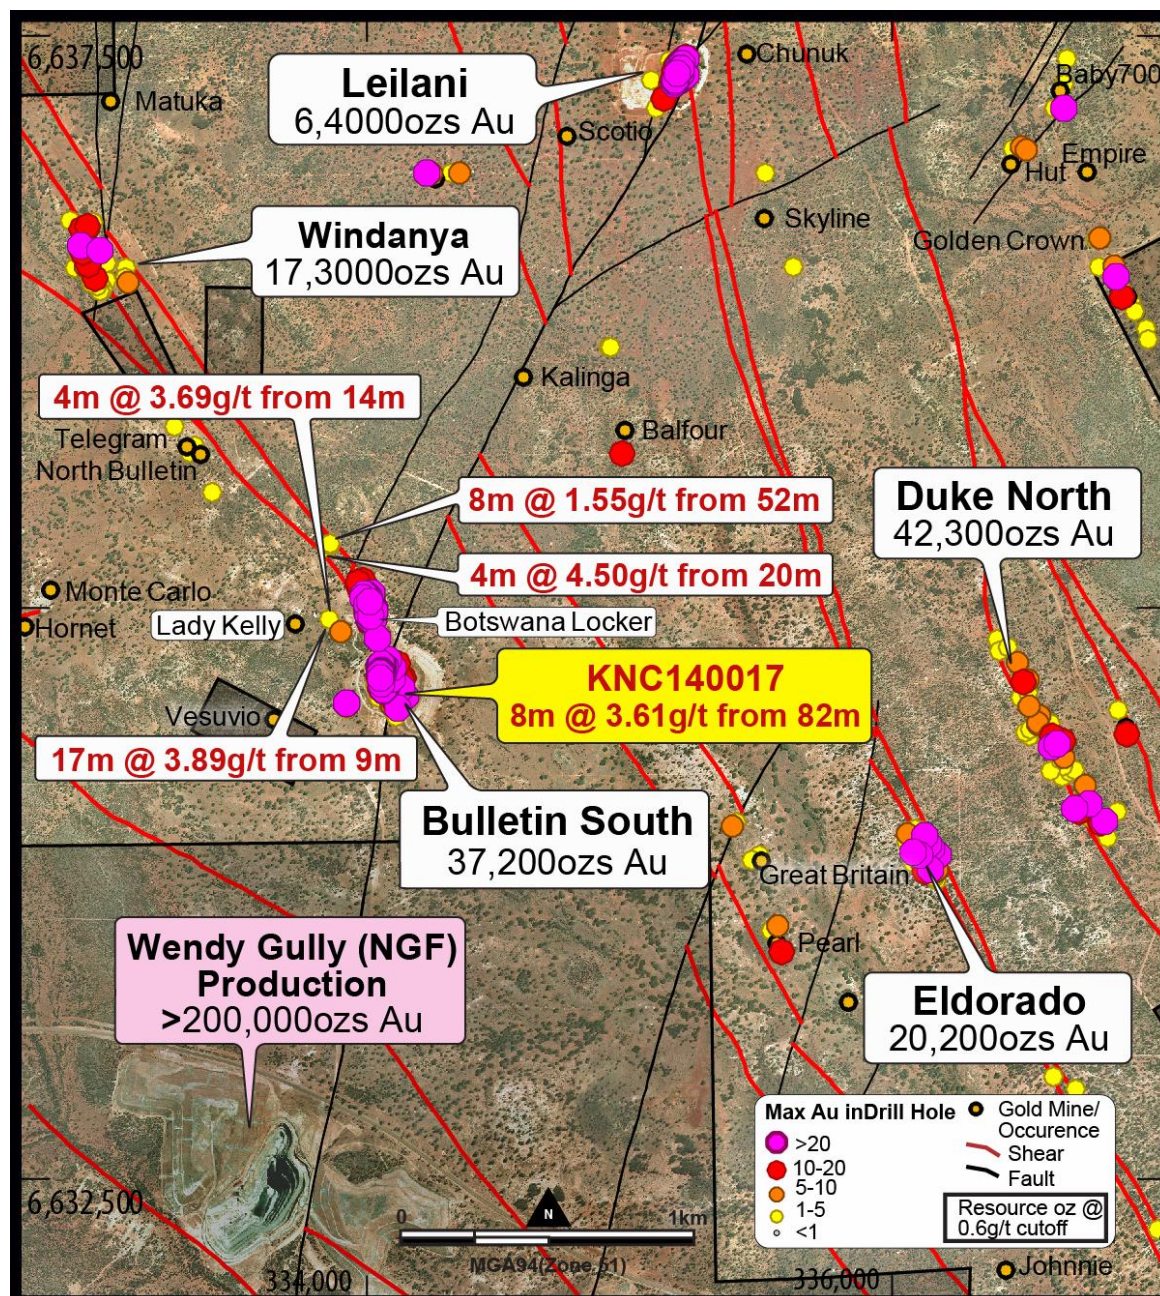 6,637,500
Chunuk
Leilani
6,4000ozs Au
Baby700
Matuka
Scotio
Hut
Empire
Skyline
Golden Crown
Windanya
17,3000ozs Au
Kalinga
4m @ 3.69g/t from 14m
Balfour
Telegram
North Bulletin
8m @ 1.55g/t from 52m
Duke North
42,300ozs Au
4m @ 4.50g/t from 20m
Monte Carlo
Hornet
Lady Kelly
Botswana Locker
KNC140017
8m @ 3.61g/t from 82m
Vesuvio
17m @ 3.89g/t from 9m
Bulletin South
37,200ozs Au
Great Britain
Wendy Gully (NGF)
Production
>200,000ozs Au
Pearl
Eldorado
20,200ozs Au
Max Au inDrill Hole
>20
10-20
5-10
1-5
<1
Gold Mine/
Occurence
Shear
Fault
Resource oz @
0.6g/t cutoff
6,632,500
N
0
1km
MGA94(Zone 51)
334,000
336,000
Johnnie